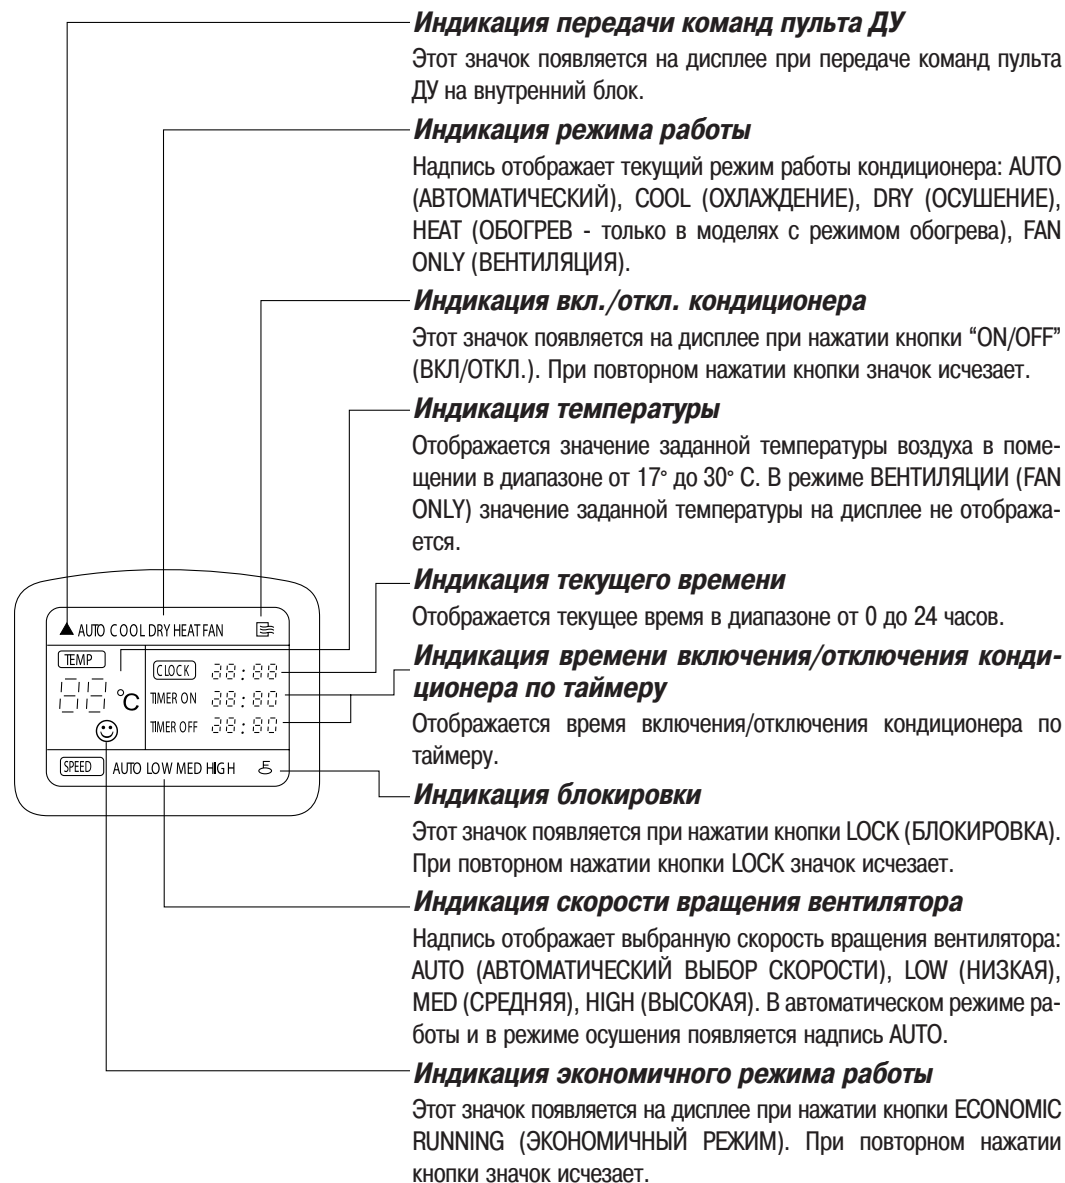 Индикация передачи команд пульта ДУ
Этот значок появляется на дисплее при передаче команд пульта
ДУ на внутренний блок.
Индикация режима работы
Надпись отображает текущий режим работы кондиционера: AUTO
(АВТОМАТИЧЕСКИЙ), COOL (ОХЛАЖДЕНИЕ), DRY (ОСУШЕНИЕ),
HEAT (ОБОГРЕВ - только в моделях с режимом обогрева), FAN
ONLY (ВЕНТИЛЯЦИЯ).
Индикация вкл./откл. кондиционера
Этот значок появляется на дисплее при нажатии кнопки “ON/OFF”
(ВКЛ/ОТКЛ.). При повторном нажатии кнопки значок исчезает.
Индикация температуры
Отображается значение заданной температуры воздуха в поме-
щении в диапазоне от 17° до 30° С. В режиме ВЕНТИЛЯЦИИ (FAN
ONLY) значение заданной температуры на дисплее не отобража-
ется.
Индикация текущего времени
Отображается текущее время в диапазоне от 0 до 24 часов.
Индикация времени включения/отключения конди-
ционера по таймеру
Отображается время включения/отключения кондиционера по
таймеру.
Индикация блокировки
Этот значок появляется при нажатии кнопки LOCK (БЛОКИРОВКА).
При повторном нажатии кнопки LOCK значок исчезает.
Индикация скорости вращения вентилятора
Надпись отображает выбранную скорость вращения вентилятора:
AUTO (АВТОМАТИЧЕСКИЙ ВЫБОР СКОРОСТИ), LOW (НИЗКАЯ),
MED (СРЕДНЯЯ), HIGH (ВЫСОКАЯ). В автоматическом режиме ра-
боты и в режиме осушения появляется надпись AUTO.
Индикация экономичного режима работы
Этот значок появляется на дисплее при нажатии кнопки ECONOMIC
RUNNING (ЭКОНОМИЧНЫЙ РЕЖИМ). При повторном нажатии
кнопки значок исчезает.
AUTO COOL DRY HEAT FAN
TEMP
88 °C
CLOCK 28:88
TIMER ON 28:80
TIMER OFF 28:80
SPEED AUTO LOW MED HIGH